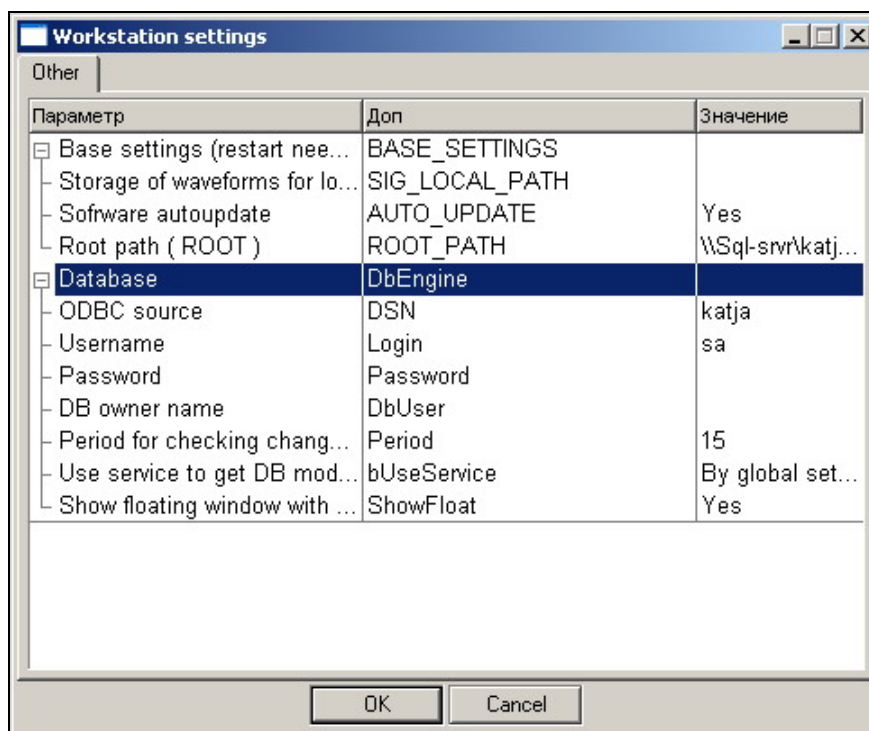 Workstation settings
Other
Параметр Доп Значение
Base settings (restart nee... BASE_SETTINGS
Storage of waveforms for lo... SIG_LOCAL_PATH
Sofrware autoupdate AUTO_UPDATE Yes
Root path ( ROOT ) ROOT_PATH \\Sql-srvr\katj...
Database DbEngine
ODBC source DSN katja
Username Login sa
Password Password
DB owner name DbUser
Period for checking chang... Period 15
Use service to get DB mod... bUseService By global set...
Show floating window with ... ShowFloat Yes
OK Cancel